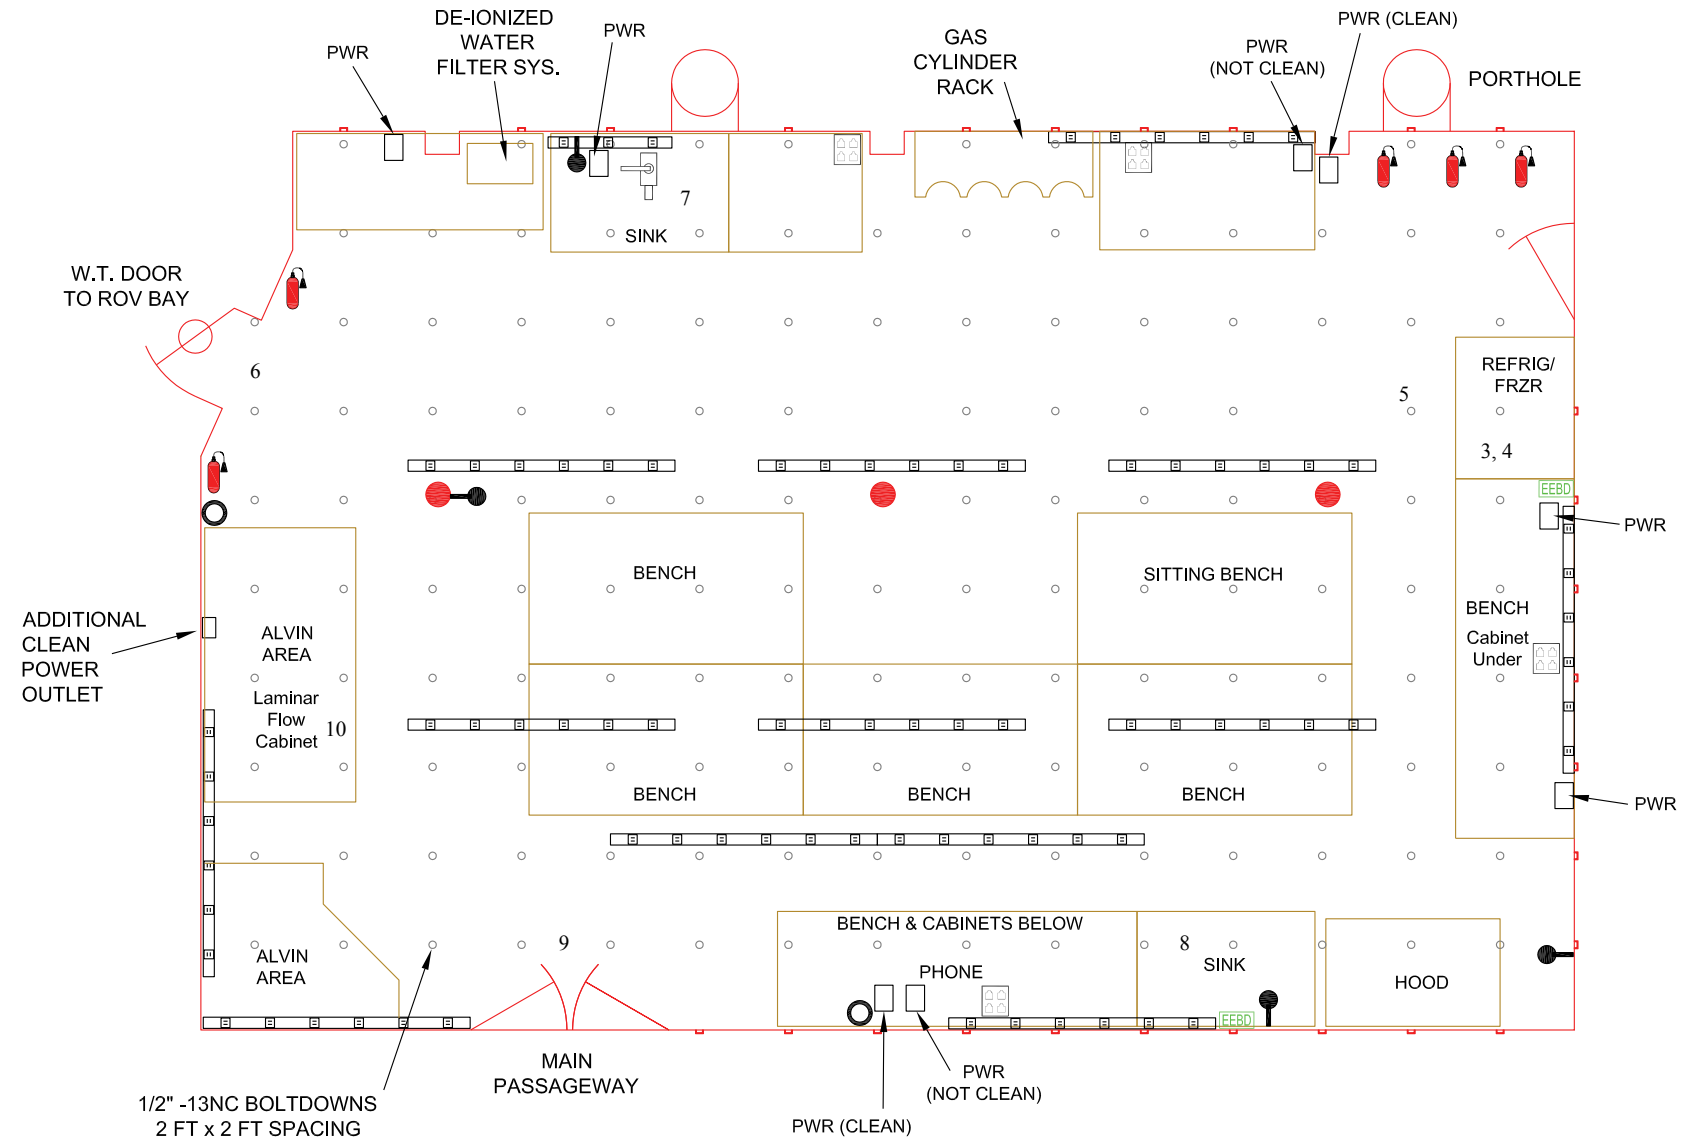 DE-IONIZED
WATER
FILTER SYS.
PWR
PWR
GAS
CYLINDER
RACK
PWR
(NOT CLEAN)
PWR (CLEAN)
PORTHOLE
7
SINK
W.T. DOOR
TO ROV BAY
6
5
REFRIG/
FRZR
3, 4
EEBD
PWR
BENCH
SITTING BENCH
BENCH
Cabinet
Under
ADDITIONAL
CLEAN
POWER
OUTLET
ALVIN
AREA
Laminar
Flow
Cabinet
10
BENCH
BENCH
BENCH
PWR
9
BENCH & CABINETS BELOW
8
SINK
PHONE
HOOD
ALVIN
AREA
EEBD
MAIN
PASSAGEWAY
PWR
(NOT CLEAN)
PWR (CLEAN)
1/2" -13NC BOLTDOWNS
2 FT x 2 FT SPACING